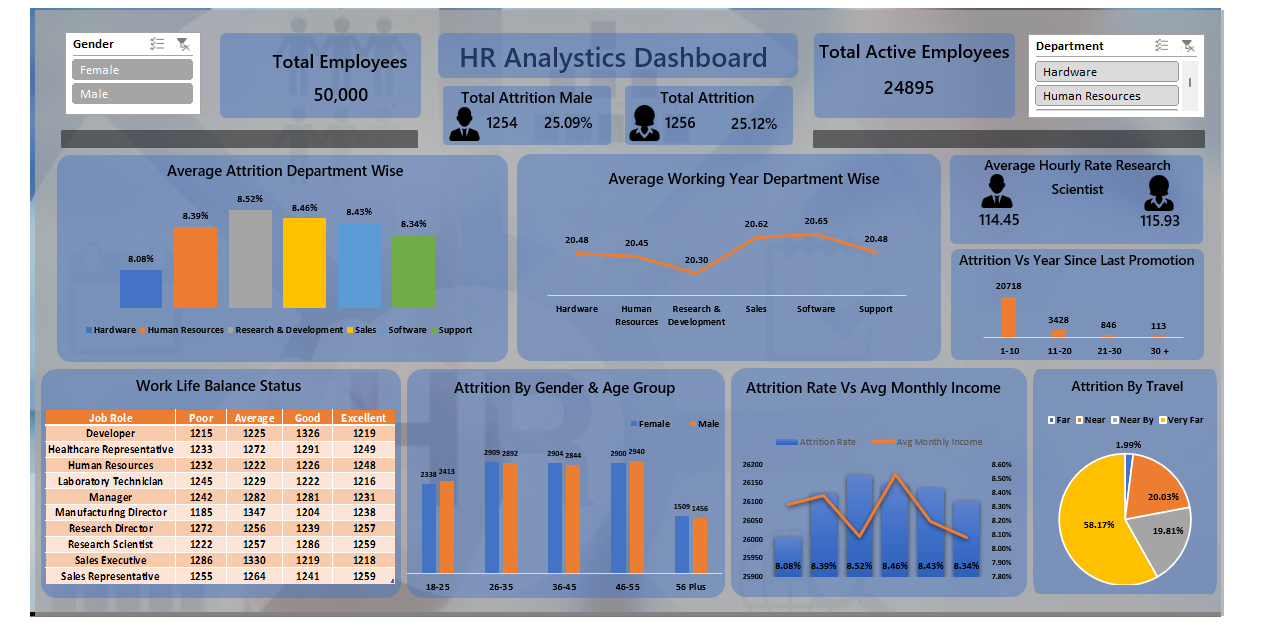 Gender
Female
Male
Total Employees
50,000
HR Analystics Dashboard
Total Attrition Male
1254 25.09%
Total Attrition
1256 25.12%
Total Active Employees
24895
Department
Hardware
Human Resources
Average Attrition Department Wise
8.08%
8.39%
8.52%
8.46%
8.43%
8.34%
Hardware Human Resources Research & Development Sales Software Support
Average Working Year Department Wise
20.48
20.45
20.30
20.62
20.65
20.48
Hardware
Human
Resources
Research &
Development
Sales
Software
Support
Average Hourly Rate Research
Scientist
114.45
115.93
Attrition Vs Year Since Last Promotion
20718
3428
846
113
1-10 11-20 21-30 30 +
Work Life Balance Status
Job Role Poor Average Good Excellent
Developer 1215 1225 1326 1219
Healthcare Representative 1233 1272 1291 1249
Human Resources 1232 1222 1226 1248
Laboratory Technician 1245 1229 1222 1216
Manager 1242 1282 1281 1231
Manufacturing Director 1185 1347 1204 1238
Research Director 1272 1256 1239 1257
Research Scientist 1222 1257 1286 1259
Sales Executive 1286 1330 1219 1218
Sales Representative 1255 1264 1241 1259
Attrition By Gender & Age Group
Female Male
2338 2413
2909 2892
2904 2844
2900 2940
1509 1456
18-25 26-35 36-45 46-55 56 Plus
Attrition Rate Vs Avg Monthly Income
Attrition Rate Avg Monthly Income
26200
26150
26100
26050
26000
25950
25900
8.60%
8.50%
8.40%
8.30%
8.20%
8.10%
8.00%
7.90%
7.80%
8.08% 8.39% 8.52% 8.46% 8.43% 8.34%
Attrition By Travel
Far Near Near By Very Far
1.99%
20.03%
19.81%
58.17%
HR